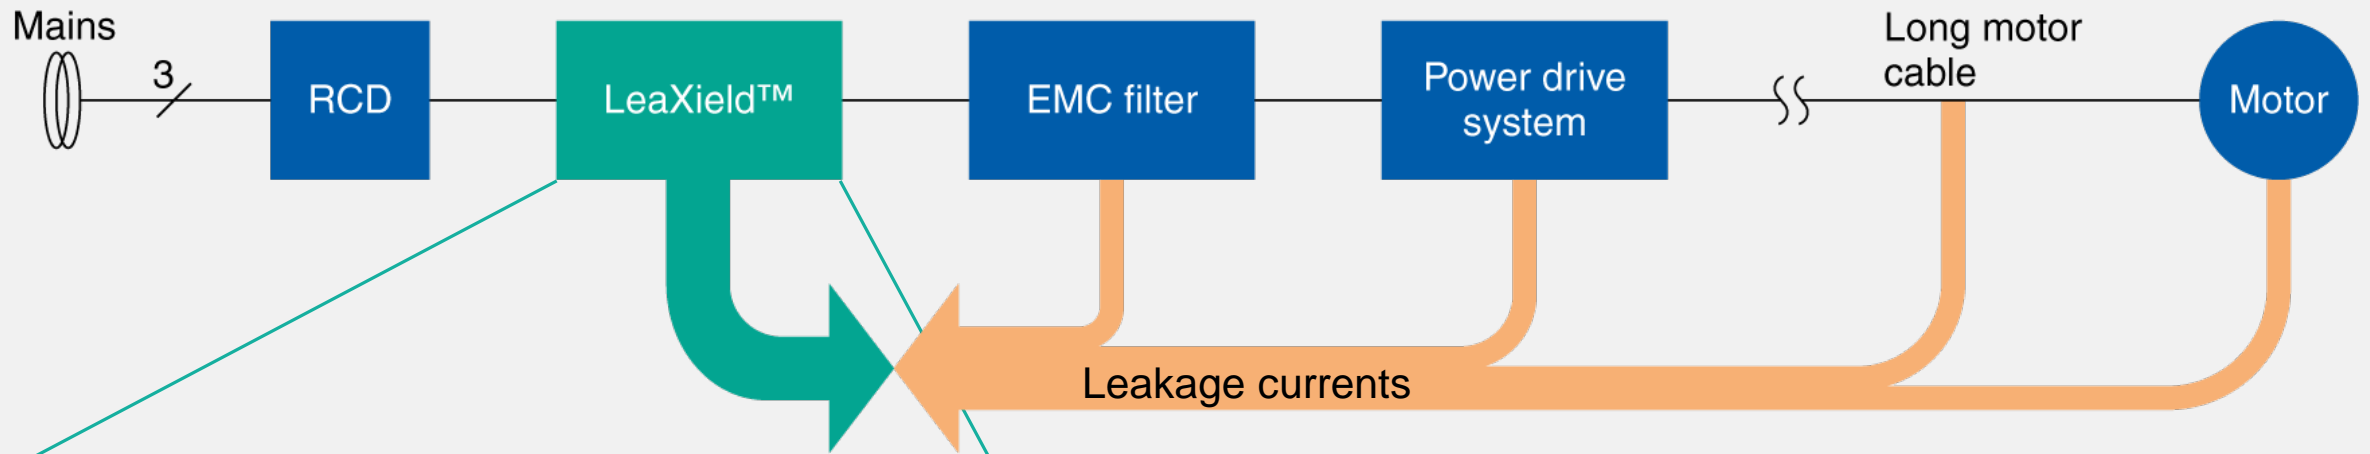 Mains
3
RCD
LeaXield™
EMC filter
Power drive
system
Long motor
cable
Motor
Leakage currents